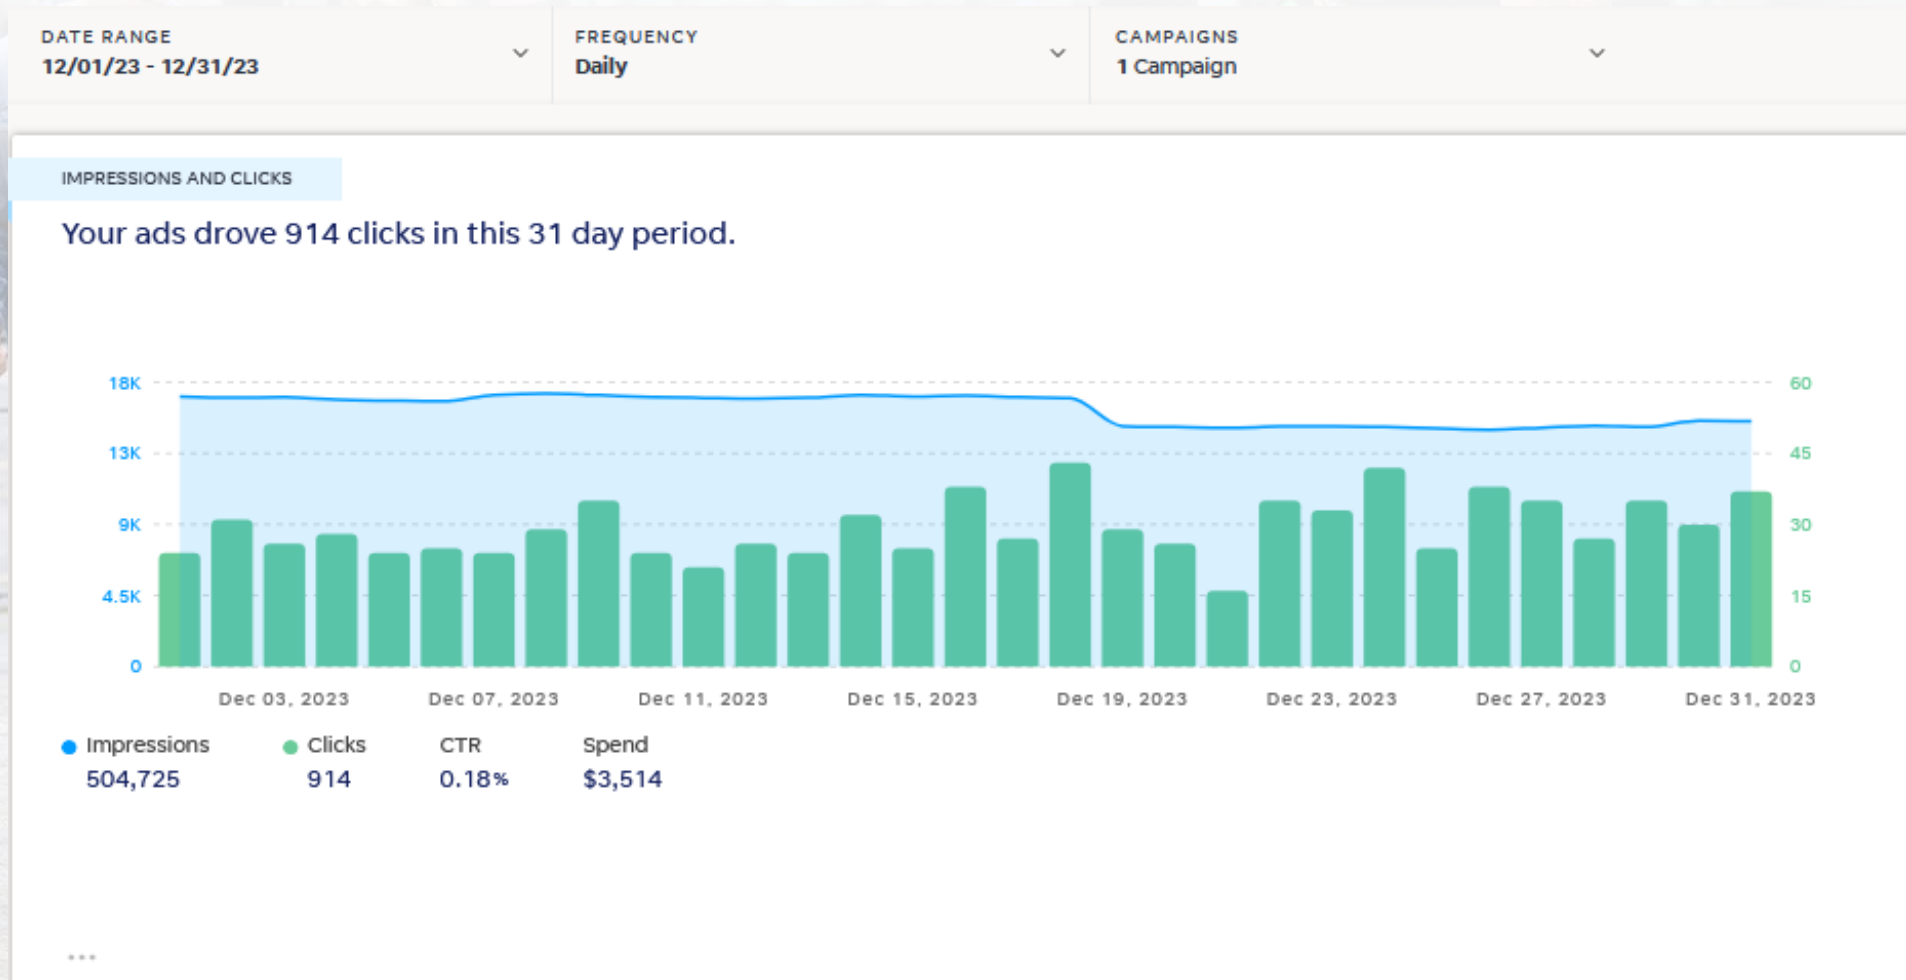 DATE RANGE
12/01/23 - 12/31/23
FREQUENCY
Daily
CAMPAIGNS
1 Campaign
IMPRESSIONS AND CLICKS
Your ads drove 914 clicks in this 31 day period.
18K
13K
9K
4.5K
0
60
45
30
15
0
Dec 03, 2023
Dec 07, 2023
Dec 11, 2023
Dec 15, 2023
Dec 19, 2023
Dec 23, 2023
Dec 27, 2023
Dec 31, 2023
Impressions
504,725
Clicks
914
CTR
0.18%
Spend
$3,514